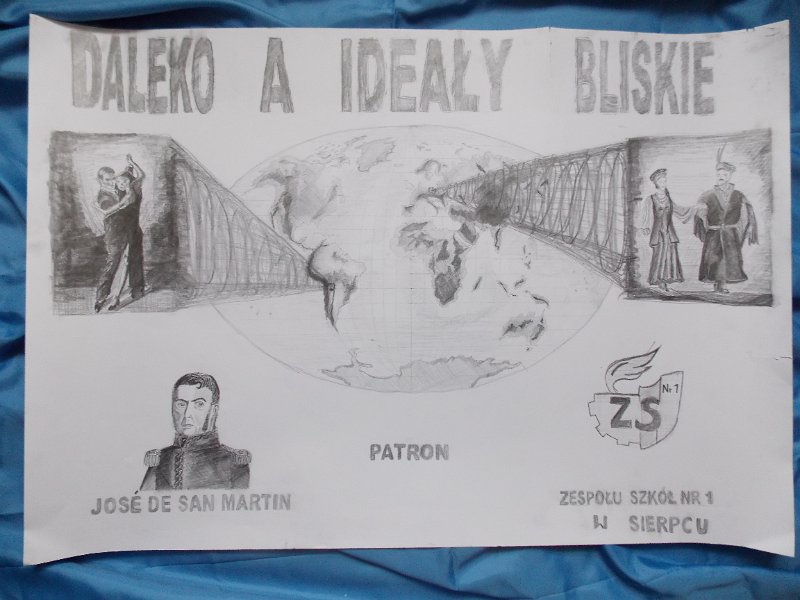 DALEKO A IDEAŁY BLISKIE
Nr 1
ZS
PATRON
JOSÉ DE SAN MARTIN
ZESPOŁU SZKÓŁ NR 1
W SIERPCU